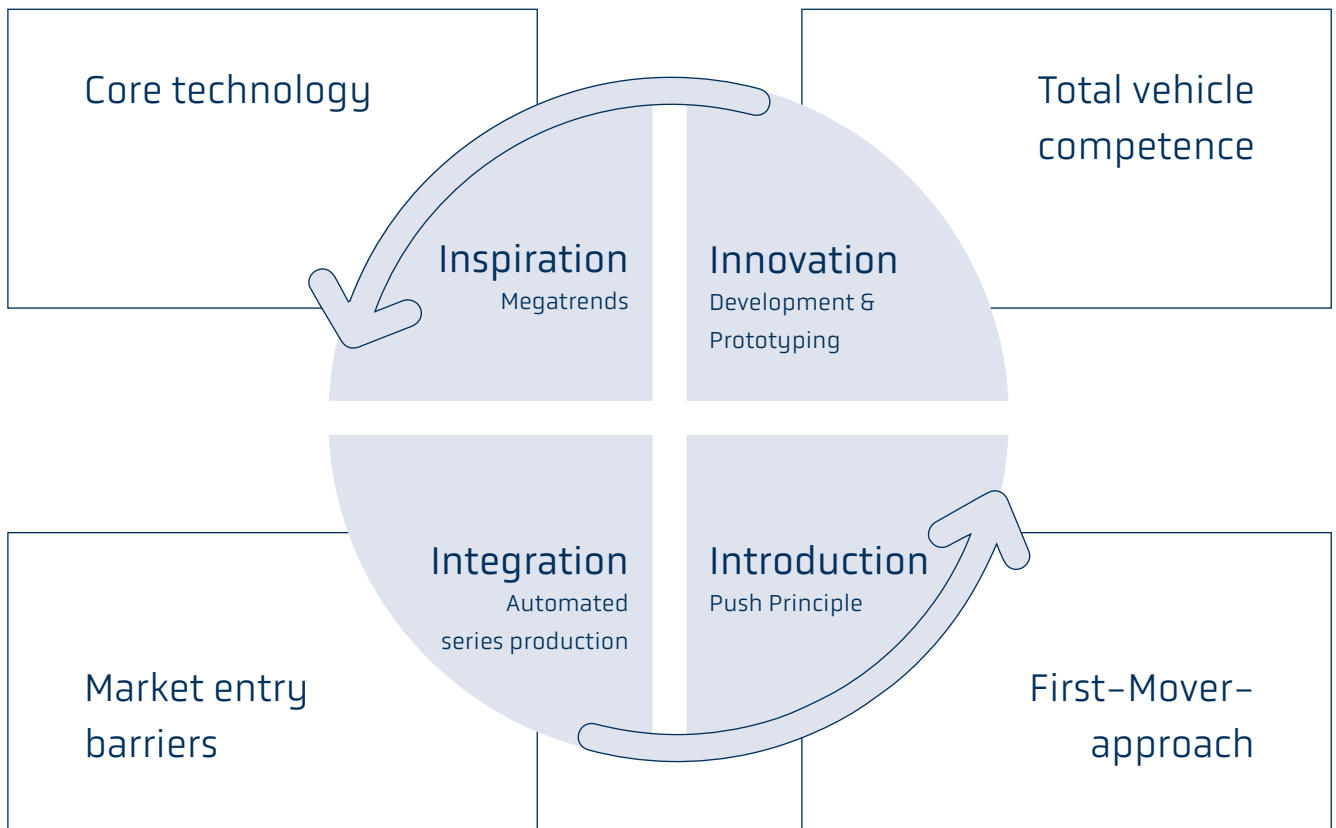 Core technology
Total vehicle
competence
Inspiration
Megatrends
Innovation
Development &
Prototyping
Integration
Automated
series production
Introduction
Push Principle
Market entry
barriers
First-Mover-
approach